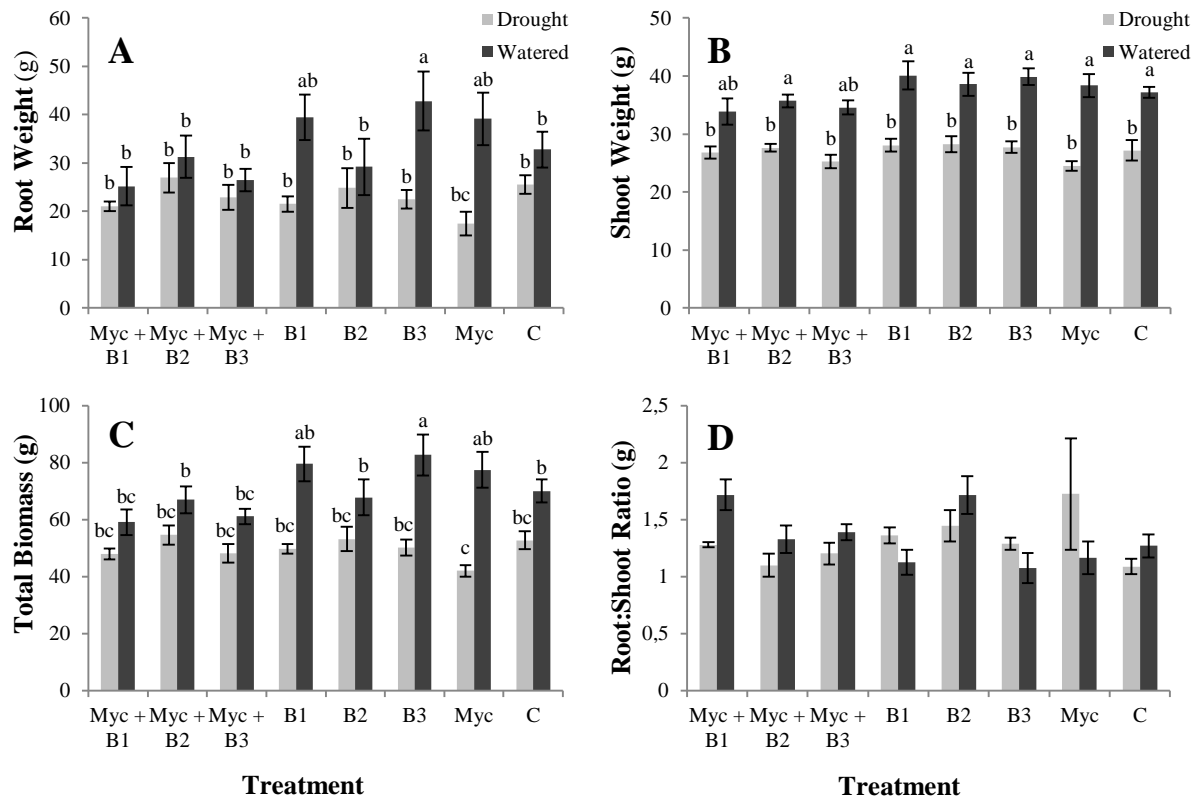 A
Root Weight (g)
60
50
40
30
20
10
0
Drought
Watered
b b b b b b b ab b b b a bc ab b b
Myc + Myc + Myc + B1 B2 B3 Myc C
B1 B2 B3
B
Shoot Weight (g)
50
40
30
20
10
0
Drought
Watered
b ab b a b ab b a b a b a b a b a
Myc + Myc + Myc + B1 B2 B3 Myc C
B1 B2 B3
C
Total Biomass (g)
100
80
60
40
20
0
bc bc bc b bc bc bc ab bc b bc a c ab bc b
Myc + Myc + Myc + B1 B2 B3 Myc C
B1 B2 B3
Treatment
D
Root:Shoot Ratio (g)
2,5
2
1,5
1
0,5
0
Myc + Myc + Myc + B1 B2 B3 Myc C
B1 B2 B3
Treatment